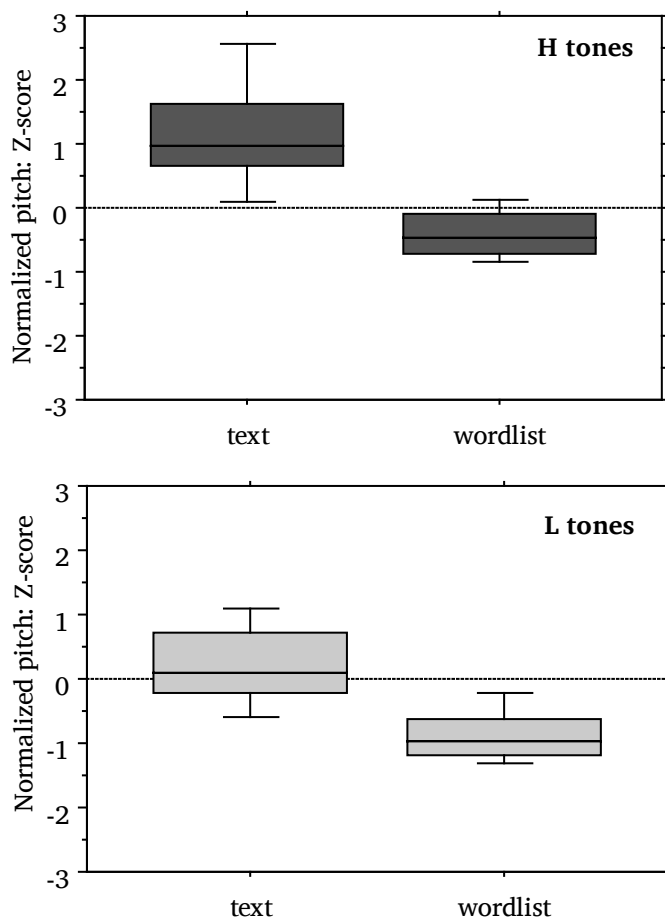 H tones
Normalized pitch: Z-score
3
2
1
0
-1
-2
-3
text wordlist
L tones
Normalized pitch: Z-score
3
2
1
0
-1
-2
-3
text wordlist